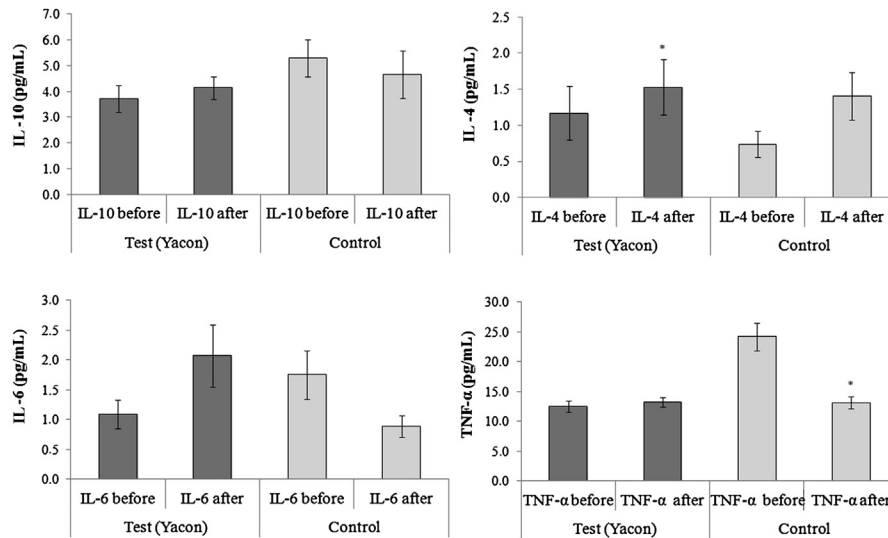 IL -10 (pg/mL)
7.0
6.0
5.0
4.0
3.0
2.0
1.0
0.0
IL-10 before IL-10 after IL-10 before IL-10 after
Test (Yacon) Control
IL -4 (pg/mL)
2.5
2.0
1.5
1.0
0.5
0.0
*
IL-4 before IL-4 after IL-4 before IL-4 after
Test (Yacon) Control
IL-6 (pg/mL)
3.0
2.5
2.0
1.5
1.0
0.5
0.0
IL-6 before IL-6 after IL-6 before IL-6 after
Test (Yacon) Control
TNF-α (pg/mL)
30.0
25.0
20.0
15.0
10.0
5.0
0.0
*
TNF-α before TNF-α after TNF-α before TNF-α after
Test (Yacon) Control